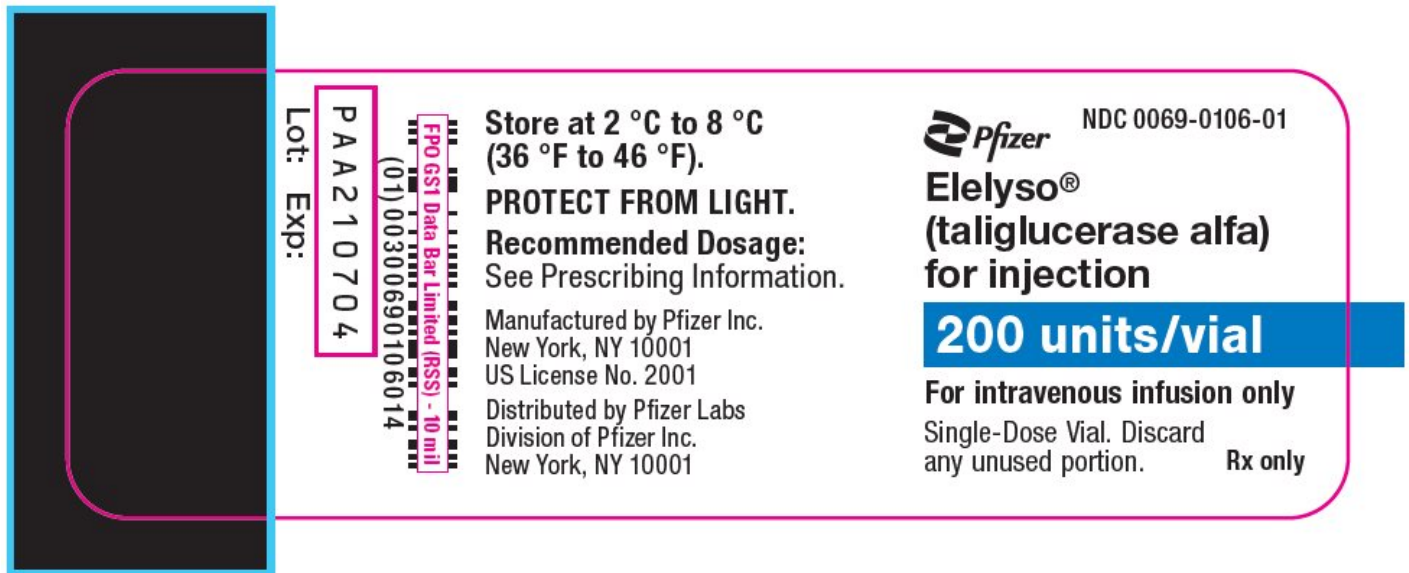 Lot: Exp:
PAA210704
(01)00300690106014
FPO GS1 Data Bar Limited (RSS) - 10 mil
Store at 2 °C to 8 °C
(36 °F to 46 °F).
PROTECT FROM LIGHT.
Recommended Dosage:
See Prescribing Information.
Manufactured by Pfizer Inc.
New York, NY 10001
US License No. 2001
Distributed by Pfizer Labs
Division of Pfizer Inc.
New York, NY 10001
Pfizer
NDC 0069-0106-01
Elelyso®
(taliglucerase alfa)
for injection
200 units/vial
For intravenous infusion only
Single-Dose Vial. Discard
any unused portion.
Rx only